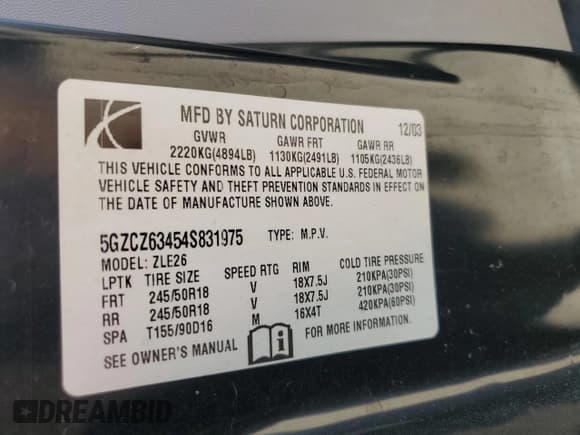 MFD BY SATURN CORPORATION 12/03
GVWR GAWR FRT GAWR RR
2220KG(4894LB) 1130KG(2491LB) 1105KG(2436LB)
THIS VEHICLE CONFORMS TO ALL APPLICABLE U.S. FEDERAL MOTOR
VEHICLE SAFETY AND THEFT PREVENTION STANDARDS IN EFFECT ON
THE DATE OF MANUFACTURE SHOWN ABOVE.
5GZCZ63454S831975 TYPE: M.P.V.
MODEL: ZLE26
LPTK TIRE SIZE SPEED RTG RIM COLD TIRE PRESSURE
FRT 245/50R18 V 18X7.5J 210KPA(30PSI)
RR 245/50R18 V 18X7.5J 210KPA(30PSI)
SPA T155/90D16 M 16X4T 420KPA(60PSI)
SEE OWNER'S MANUAL FOR MORE INFORMATION.
DREAMBID